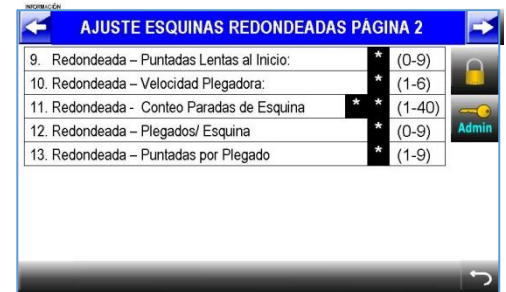 INFORMACIÓN
AJUSTE ESQUINAS REDONDEADAS PÁGINA 2
9. Redondeada – Puntadas Lentas al Inicio: * (0-9)
10. Redondeada – Velocidad Plegadora: * (1-6)
11. Redondeada - Conteo Paradas de Esquina * * (1-40)
12. Redondeada – Plegados/ Esquina * (0-9)
13. Redondeada – Puntadas por Plegado * (1-9)
Admin